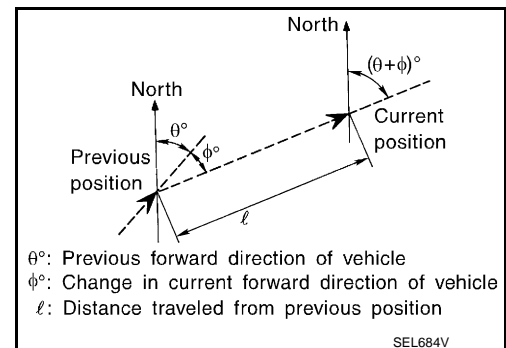 North
(θ+ϕ)°
North
θ°
ϕ°
Current
position
Previous
position
ℓ
θ°: Previous forward direction of vehicle
ϕ°: Change in current forward direction of vehicle
ℓ: Distance traveled from previous position
SEL684V